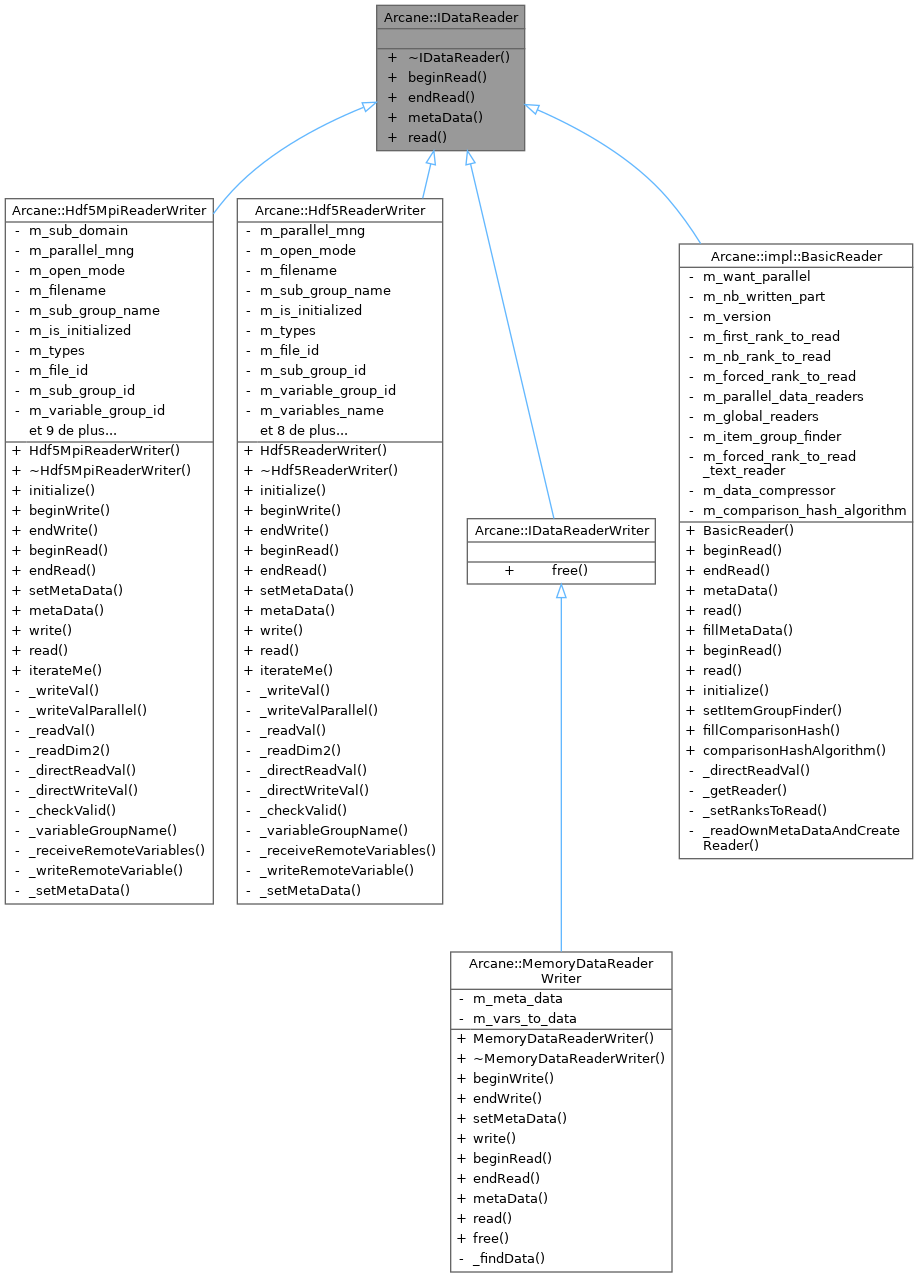 Arcane::IDataReader
+ ~IDataReader()
+ beginRead()
+ endRead()
+ metaData()
+ read()
Arcane::Hdf5MpiReaderWriter
- m_sub_domain
- m_parallel_mng
- m_open_mode
- m_filename
- m_sub_group_name
- m_is_initialized
- m_types
- m_file_id
- m_sub_group_id
- m_variable_group_id
et 9 de plus...
+ Hdf5MpiReaderWriter()
+ ~Hdf5MpiReaderWriter()
+ initialize()
+ beginWrite()
+ endWrite()
+ beginRead()
+ endRead()
+ setMetaData()
+ metaData()
+ write()
+ read()
+ iterateMe()
- _writeVal()
- _writeValParallel()
- _readVal()
- _readDim2()
- _directReadVal()
- _directWriteVal()
- _checkValid()
- _variableGroupName()
- _receiveRemoteVariables()
- _writeRemoteVariable()
- _setMetaData()
Arcane::Hdf5ReaderWriter
- m_parallel_mng
- m_open_mode
- m_filename
- m_sub_group_name
- m_is_initialized
- m_types
- m_file_id
- m_sub_group_id
- m_variable_group_id
- m_variables_name
et 8 de plus...
+ Hdf5ReaderWriter()
+ ~Hdf5ReaderWriter()
+ initialize()
+ beginWrite()
+ endWrite()
+ beginRead()
+ endRead()
+ setMetaData()
+ metaData()
+ write()
+ read()
+ iterateMe()
- _writeVal()
- _writeValParallel()
- _readVal()
- _readDim2()
- _directReadVal()
- _directWriteVal()
- _checkValid()
- _variableGroupName()
- _receiveRemoteVariables()
- _writeRemoteVariable()
- _setMetaData()
Arcane::IDataReaderWriter
+ free()
Arcane::impl::BasicReader
- m_want_parallel
- m_nb_written_part
- m_version
- m_first_rank_to_read
- m_nb_rank_to_read
- m_forced_rank_to_read
- m_parallel_data_readers
- m_global_readers
- m_item_group_finder
- m_forced_rank_to_read
_text_reader
- m_data_compressor
- m_comparison_hash_algorithm
+ BasicReader()
+ beginRead()
+ endRead()
+ metaData()
+ read()
+ fillMetaData()
+ beginRead()
+ read()
+ initialize()
+ setItemGroupFinder()
+ fillComparisonHash()
+ comparisonHashAlgorithm()
- _directReadVal()
- _getReader()
- _setRanksToRead()
- _readOwnMetaDataAndCreate
Reader()
Arcane::MemoryDataReader
Writer
- m_meta_data
- m_vars_to_data
+ MemoryDataReaderWriter()
+ ~MemoryDataReaderWriter()
+ beginWrite()
+ endWrite()
+ setMetaData()
+ write()
+ beginRead()
+ endRead()
+ metaData()
+ read()
+ free()
- _findData()